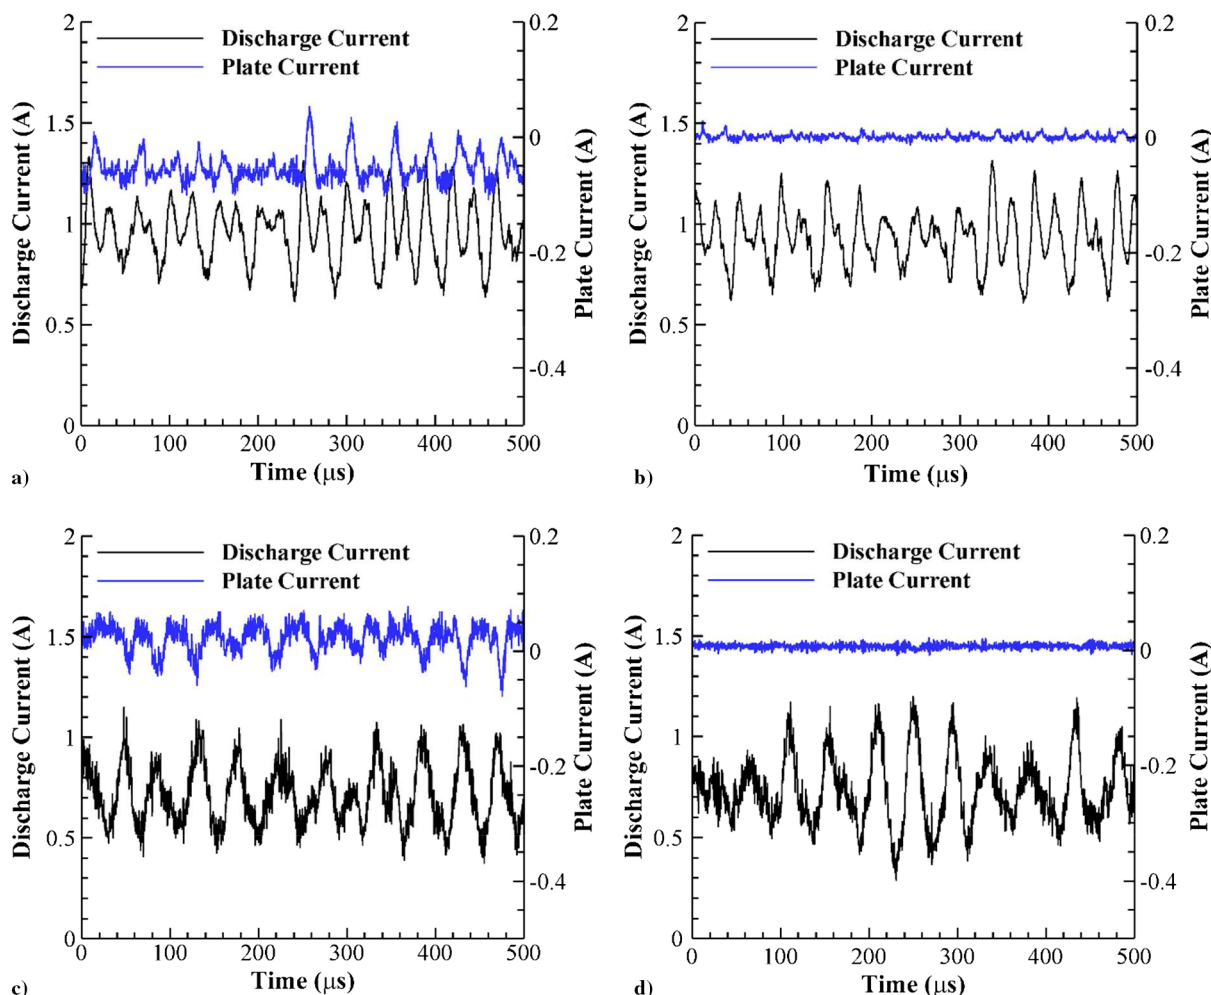 2
1.5
1
0.5
0
Discharge Current (A)
Discharge Current
Plate Current
0.2
0
-0.2
-0.4
Plate Current (A)
0 100 200 300 400 500
Time (μs)
a)
2
1.5
1
0.5
0
Discharge Current (A)
Discharge Current
Plate Current
0.2
0
-0.2
-0.4
Plate Current (A)
0 100 200 300 400 500
Time (μs)
b)
2
1.5
1
0.5
0
Discharge Current (A)
Discharge Current
Plate Current
0.2
0
-0.2
-0.4
Plate Current (A)
0 100 200 300 400 500
Time (μs)
c)
2
1.5
1
0.5
0
Discharge Current (A)
Discharge Current
Plate Current
0.2
0
-0.2
-0.4
Plate Current (A)
0 100 200 300 400 500
Time (μs)
d)